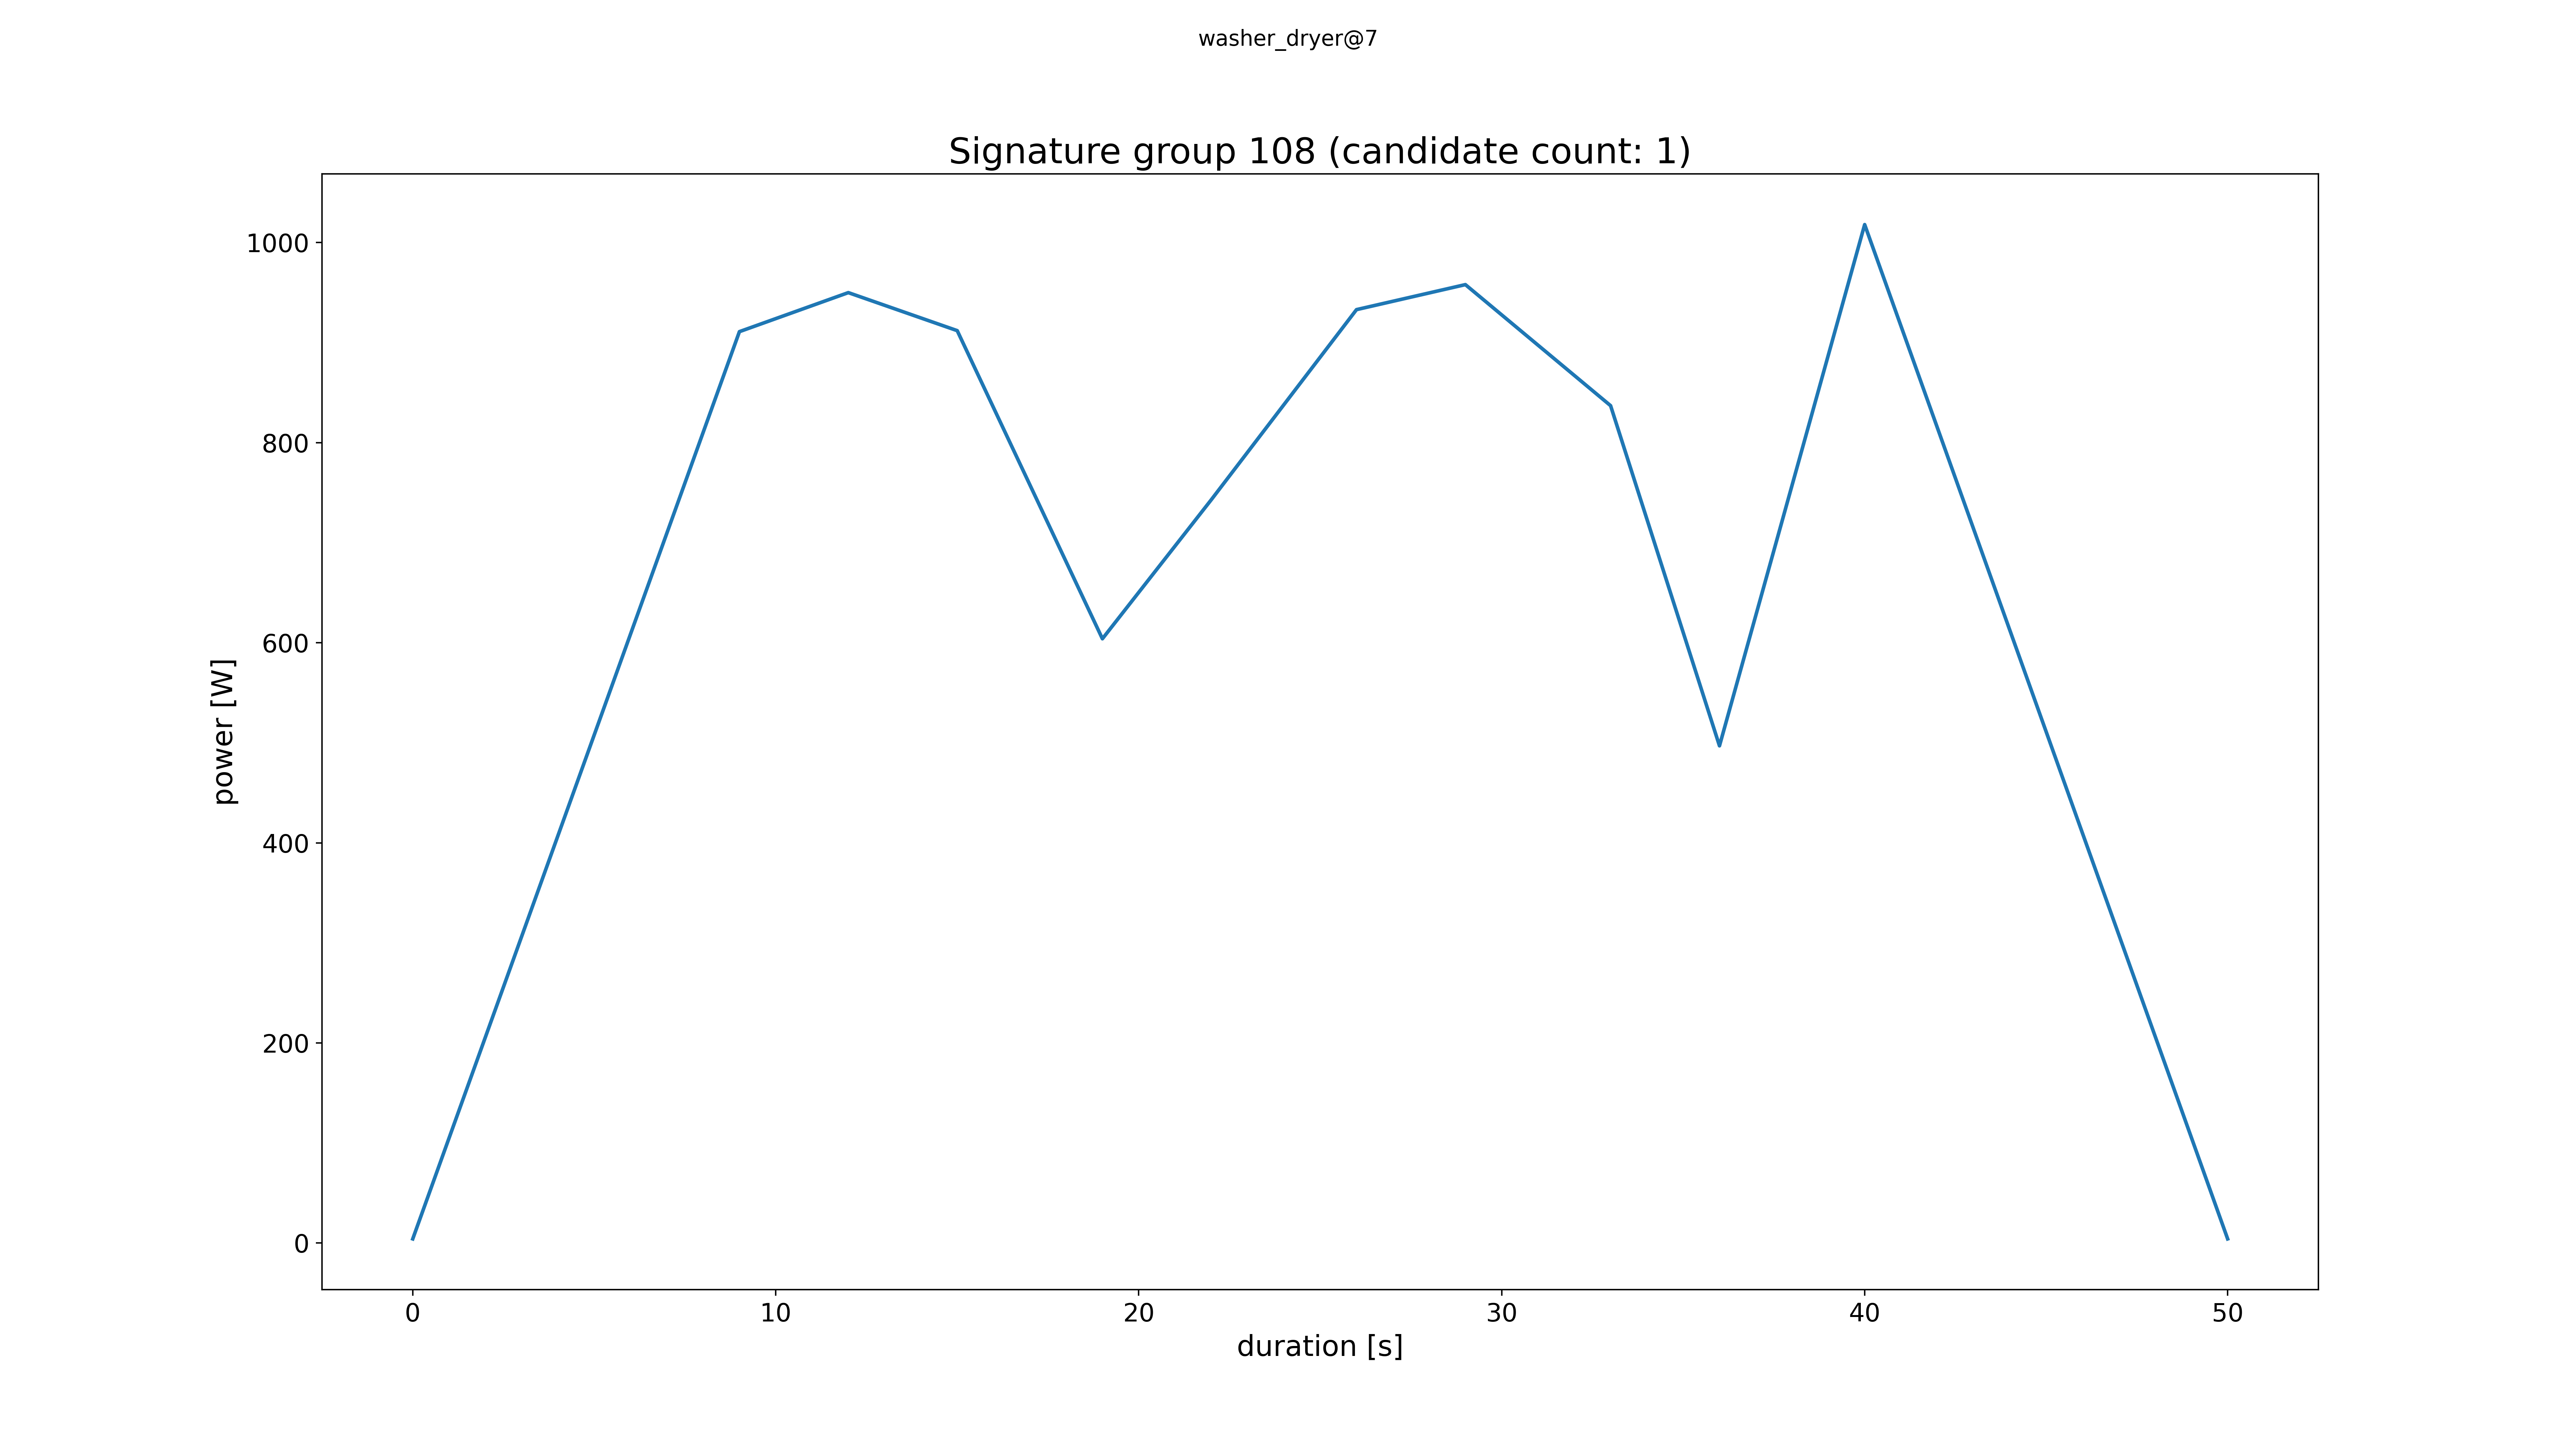 washer_dryer@7
Signature group 108 (candidate count: 1)
1000
800
600
400
200
0
power [W]
0 10 20 30 40 50
duration [s]